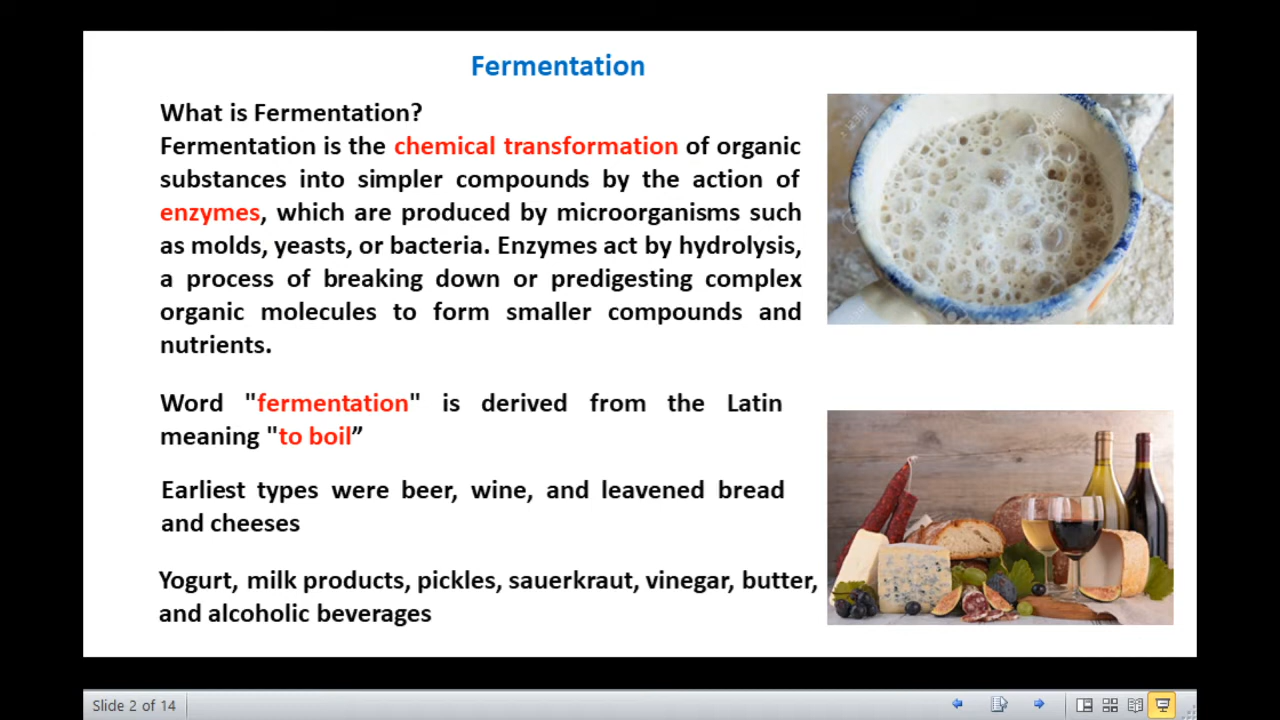 Fermentation
What is Fermentation?
Fermentation is the chemical transformation of organic
substances into simpler compounds by the action of
enzymes, which are produced by microorganisms such
as molds, yeasts, or bacteria. Enzymes act by hydrolysis,
a process of breaking down or predigesting complex
organic molecules to form smaller compounds and
nutrients.
Word "fermentation" is derived from the Latin
meaning "to boil”
Earliest types were beer, wine, and leavened bread
and cheeses
Yogurt, milk products, pickles, sauerkraut, vinegar, butter,
and alcoholic beverages
Slide 2 of 14